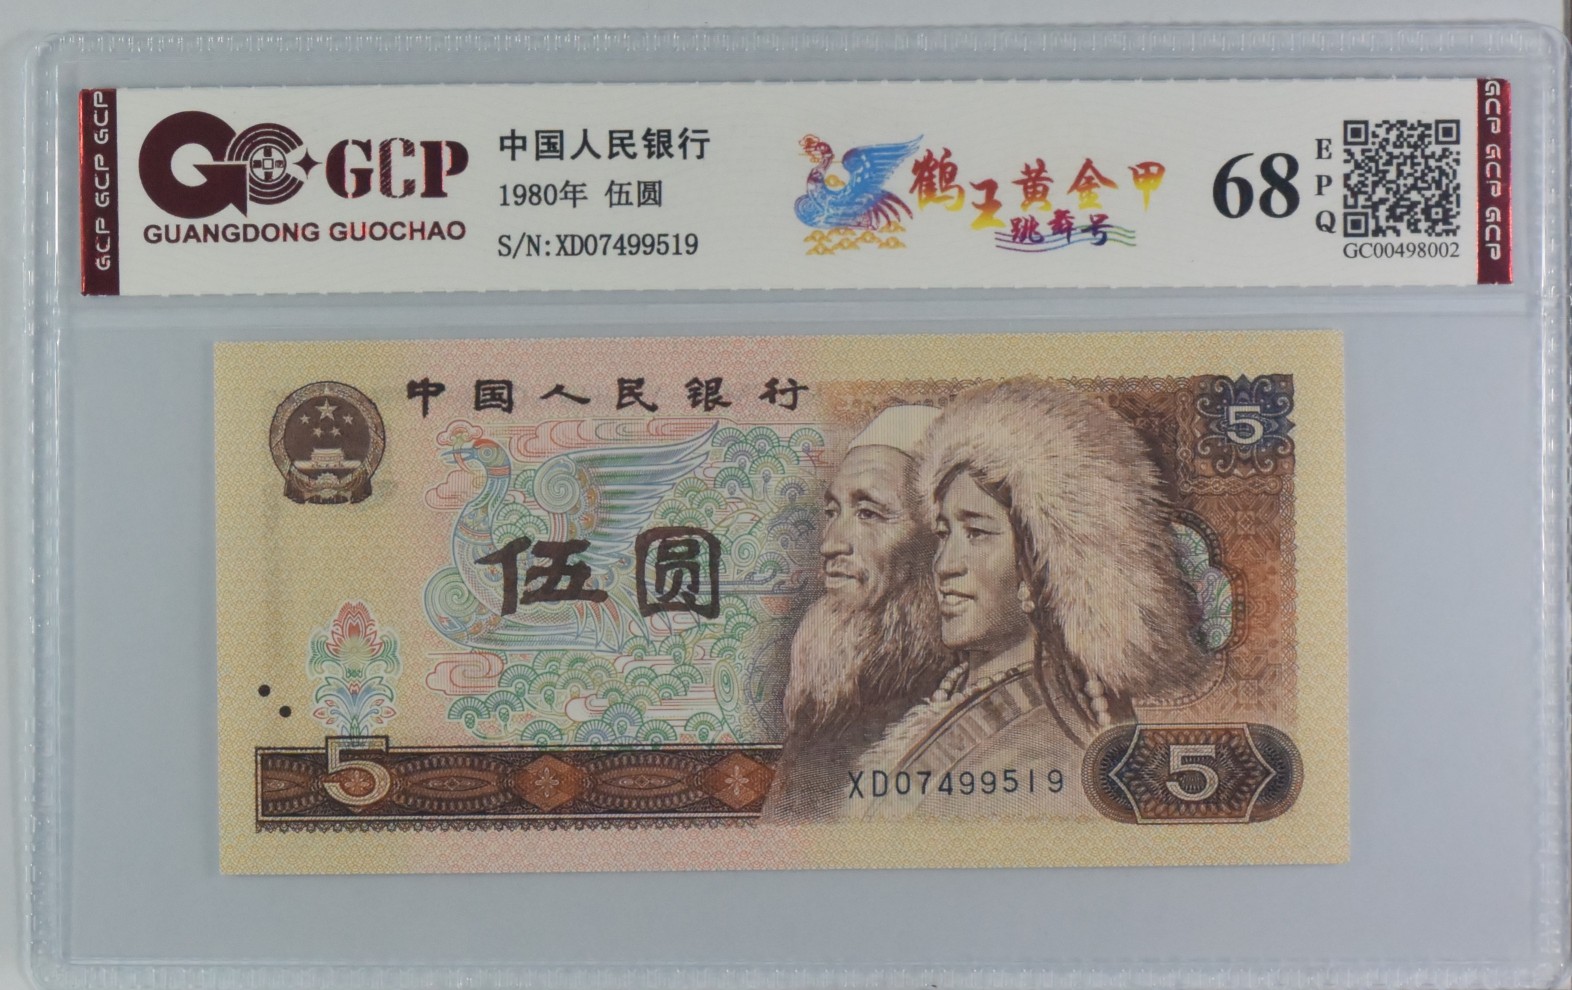 GCP GCP GCP
GCP
GUANGDONG GUOCHAO
中国人民银行
1980年 伍圆
S/N:XD07499519
鹤王黄金甲
跳舞号
68
EPQ
GC00498002
GCP GCP GCP
中国人民银行
5
伍圆
5
XD07499519
5